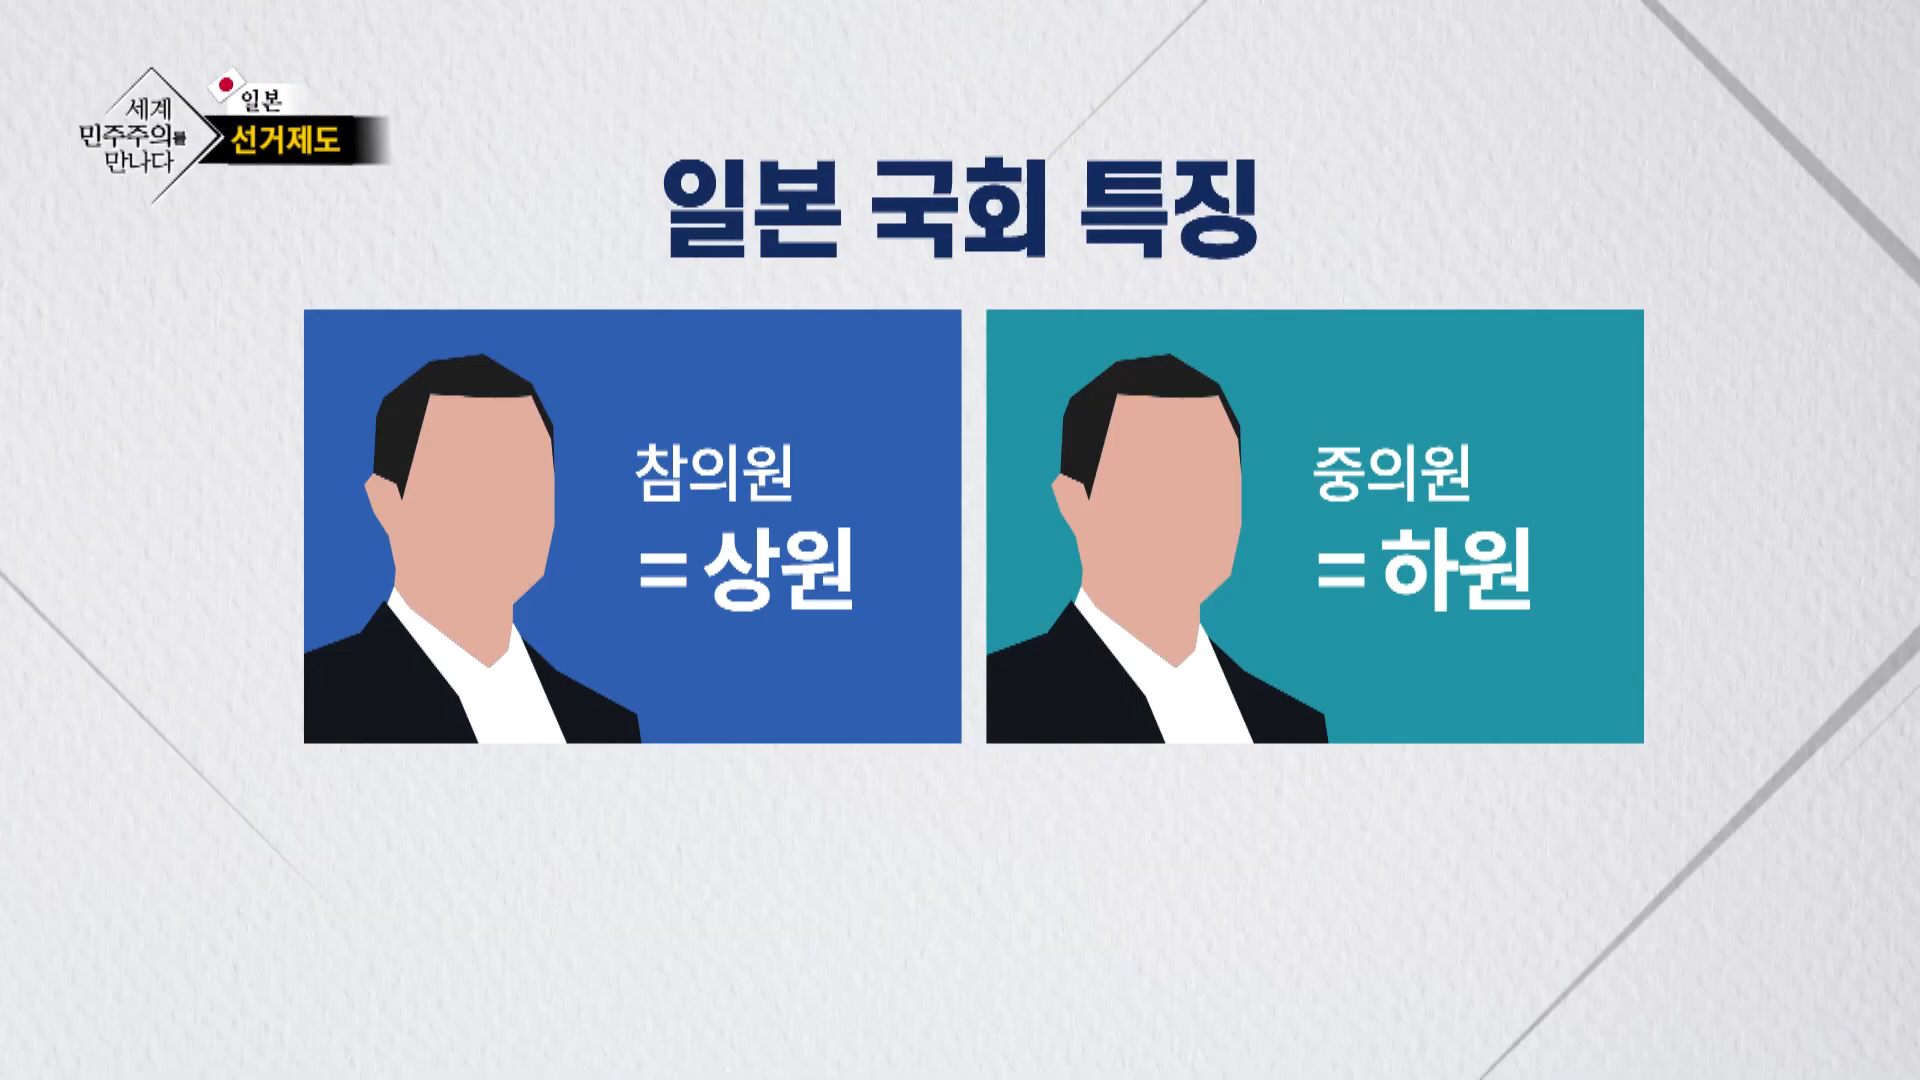 세계
민주주의를
만나다
일본
선거제도
일본 국회 특징
참의원
= 상원
중의원
= 하원